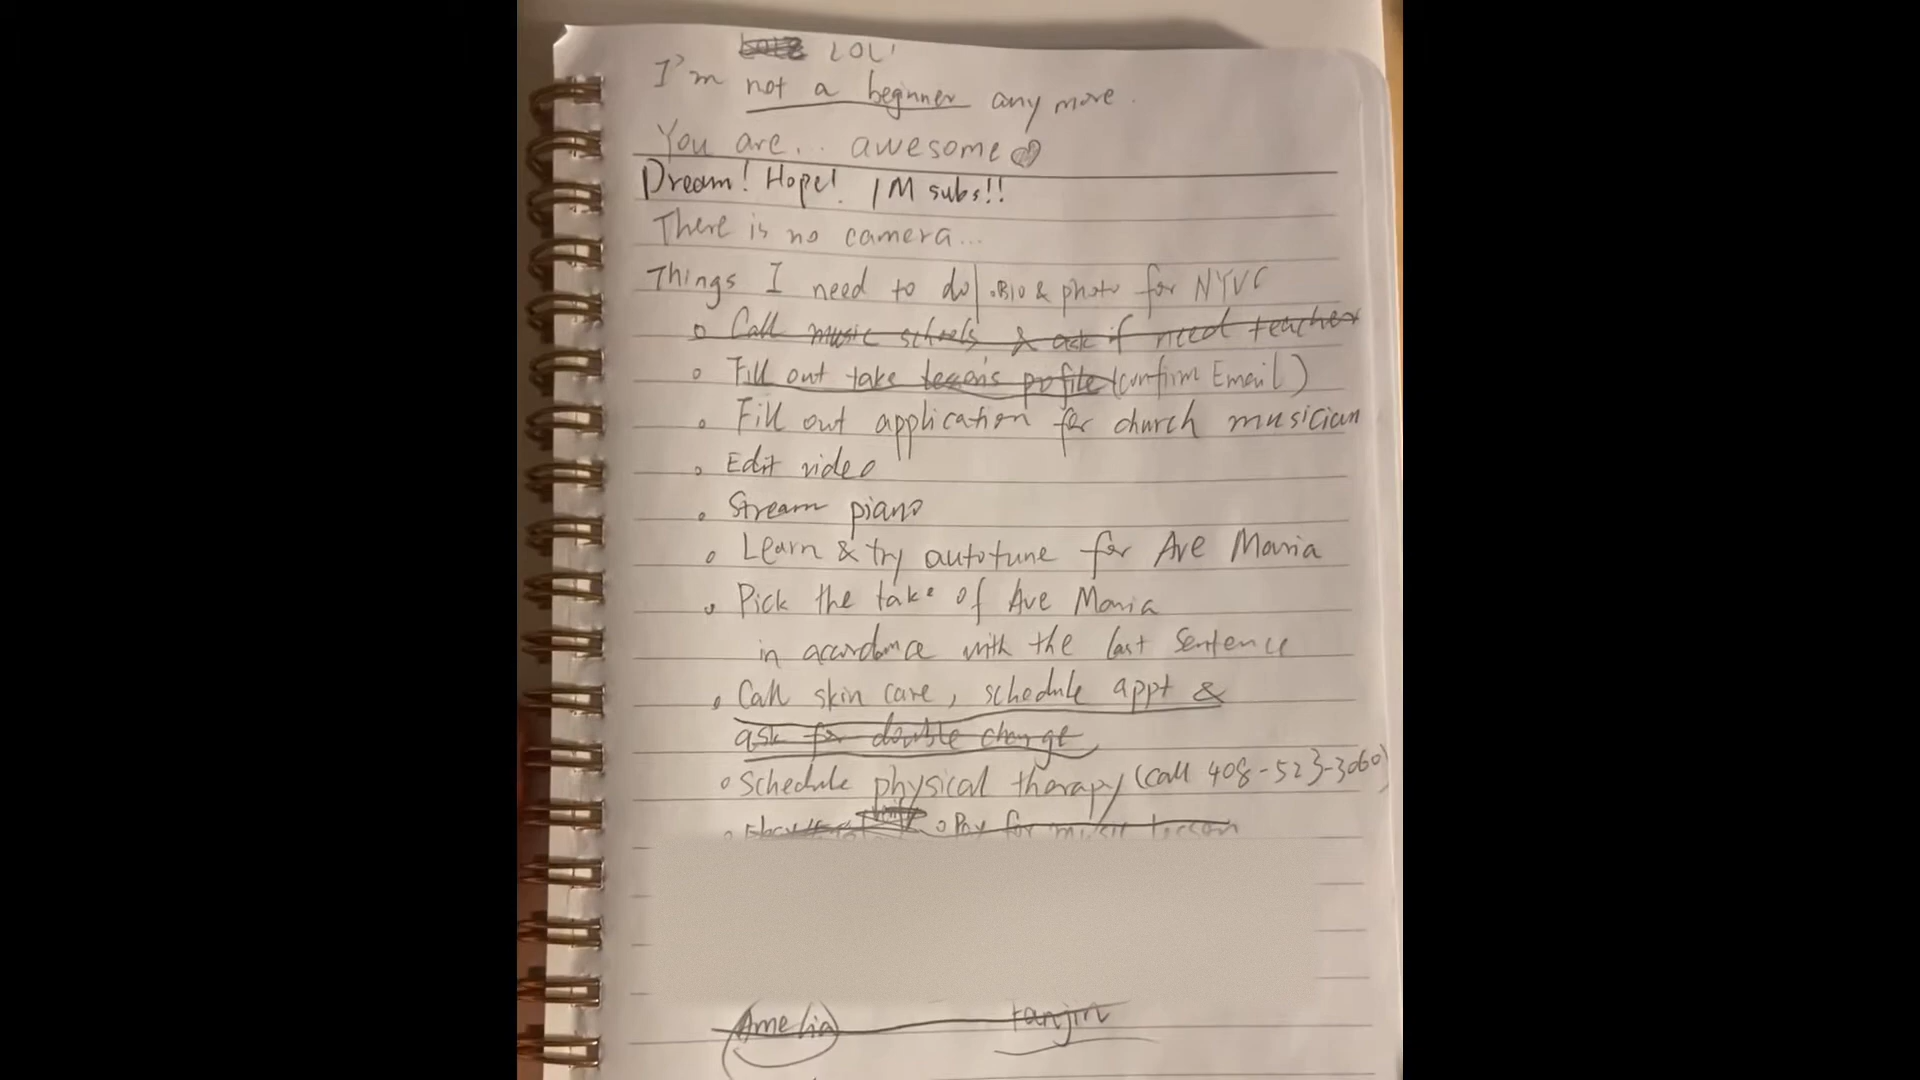 LOL!
I'm not a beginner any more.
You are... awesome
Dream! Hope! 1M subs!!
There is no camera...
Things I need to do | .Bio & photo for NYVC
Call music schools & ask if need teacher
Fill out take lesson's profile (confirm Email)
Fill out application for church musician
Edit video
Stream piano
Learn & try autotune for Ave Maria
Pick the take of Ave Maria
in accordance with the last sentence
Call skin care, schedule appt &
ask for double charge
Schedule physical therapy (call 408-523-3060)
Pay for music lesson
Amelia tanjin